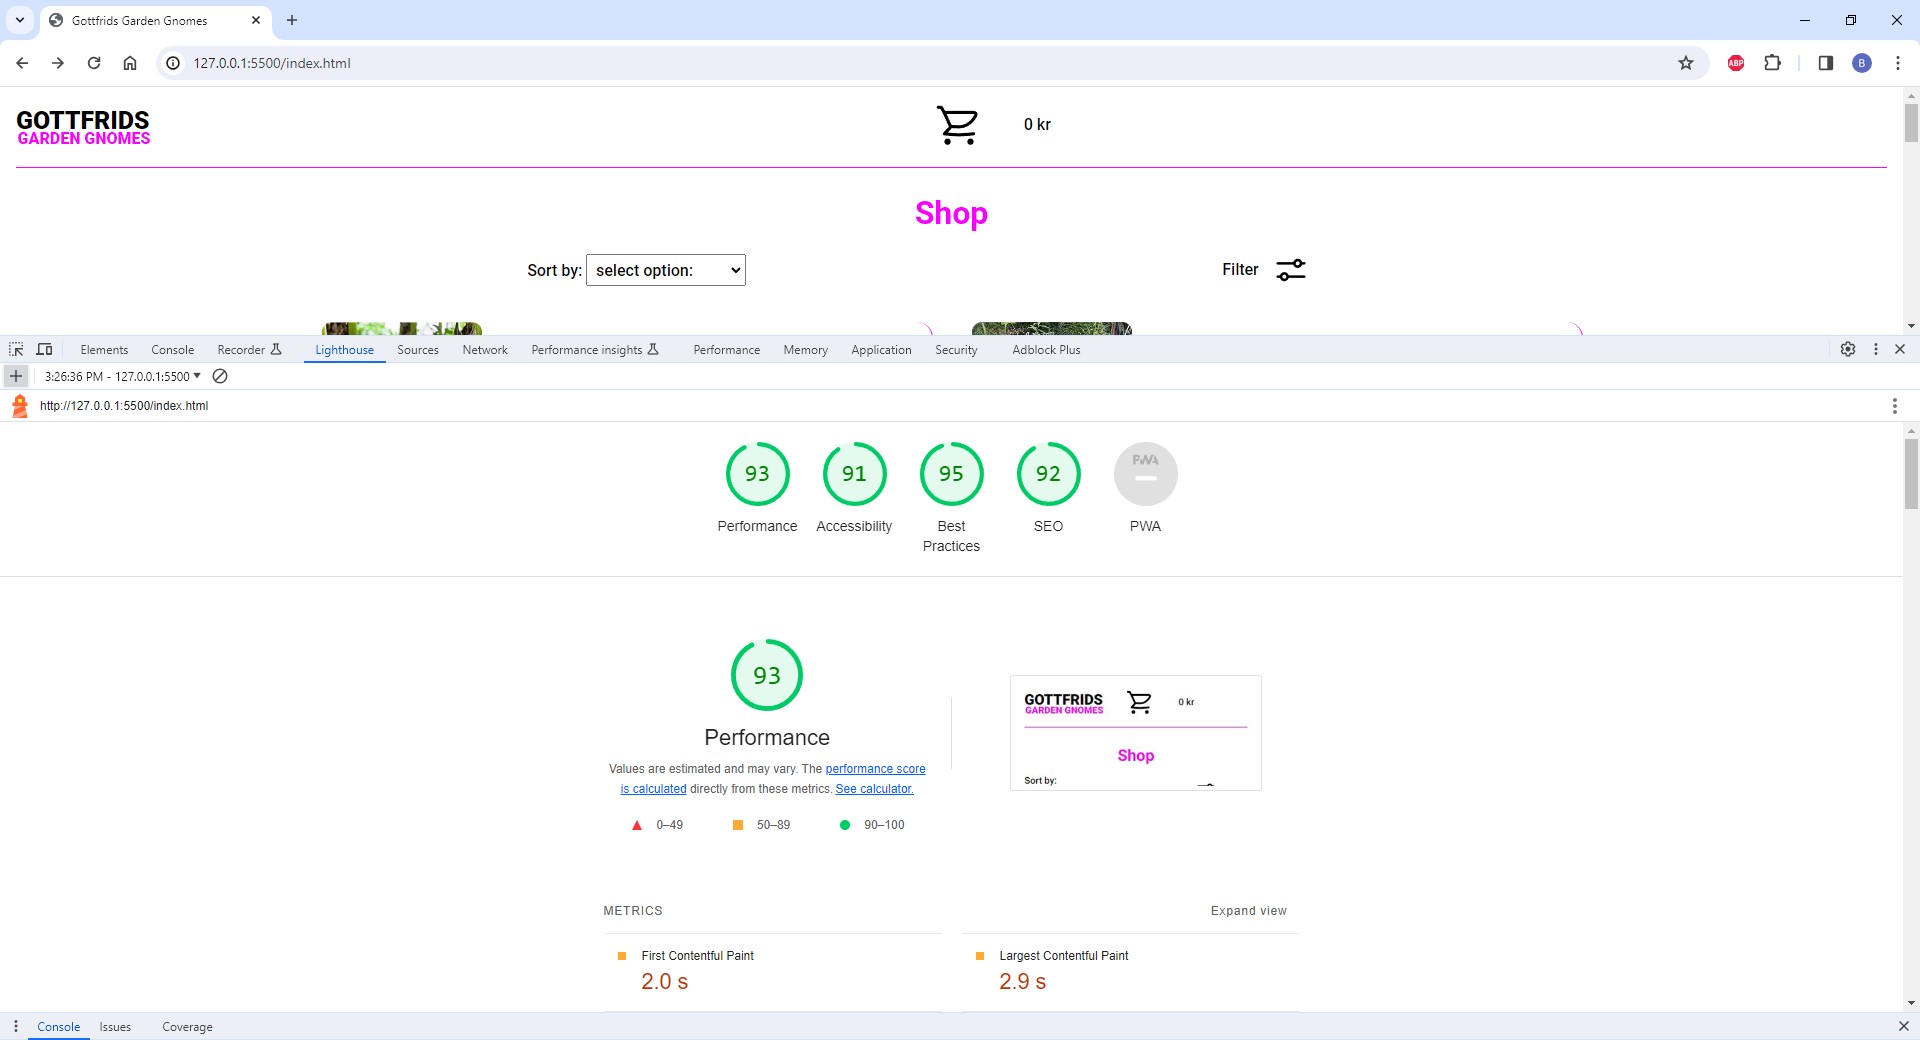 Gottfrids Garden Gnomes
127.0.0.1:5500/index.html
ABP
B
GOTTFRIDS
GARDEN GNOMES
0 kr
Shop
Sort by: select option:
Filter
Elements Console Recorder Lighthouse Sources Network Performance insights Performance Memory Application Security Adblock Plus
3:26:36 PM - 127.0.0.1:5500
http://127.0.0.1:5500/index.html
93 91 95 92 PWA
Performance Accessibility Best Practices SEO PWA
93
Performance
Values are estimated and may vary. The performance score
is calculated directly from these metrics. See calculator.
0–49 50–89 90–100
GOTTFRIDS
GARDEN GNOMES
0 kr
Shop
Sort by:
METRICS Expand view
First Contentful Paint
2.0 s
Largest Contentful Paint
2.9 s
Console Issues Coverage